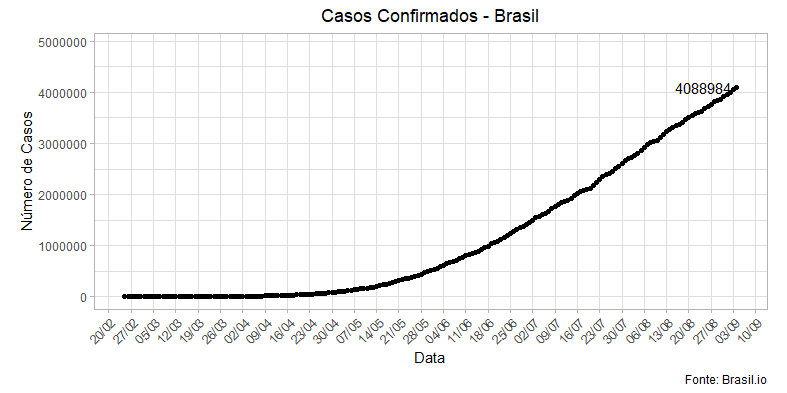 Casos Confirmados - Brasil
Número de Casos
5000000
4000000
3000000
2000000
1000000
0
4088984
20/02 27/02 05/03 12/03 19/03 26/03 02/04 09/04 16/04 23/04 30/04 07/05 14/05 21/05 28/05 04/06 11/06 18/06 25/06 02/07 09/07 16/07 23/07 30/07 06/08 13/08 20/08 27/08 03/09 10/09
Data
Fonte: Brasil.io